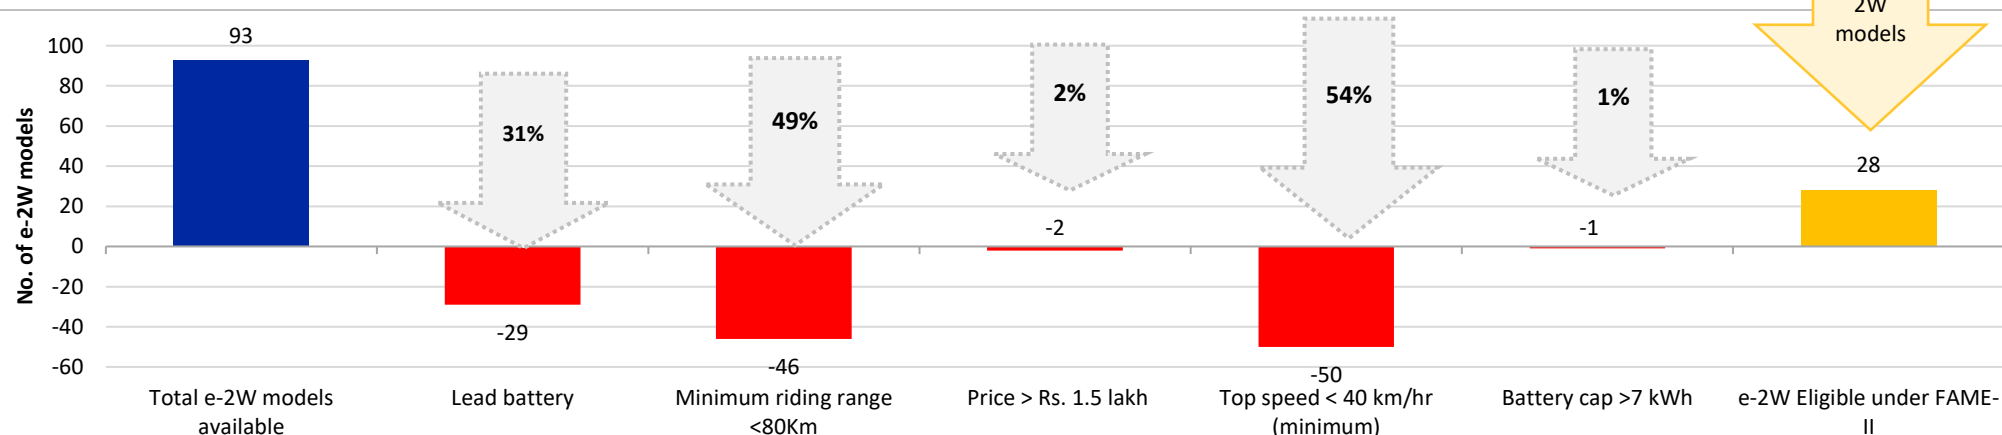 2W
models
No. of e-2W models
100
80
60
40
20
0
-20
-40
-60
93
31%
-29
49%
-46
2%
-2
54%
-50
1%
-1
28
Total e-2W models
available
Lead battery
Minimum riding range
<80Km
Price > Rs. 1.5 lakh
Top speed < 40 km/hr
(minimum)
Battery cap >7 kWh
e-2W Eligible under FAME-
II